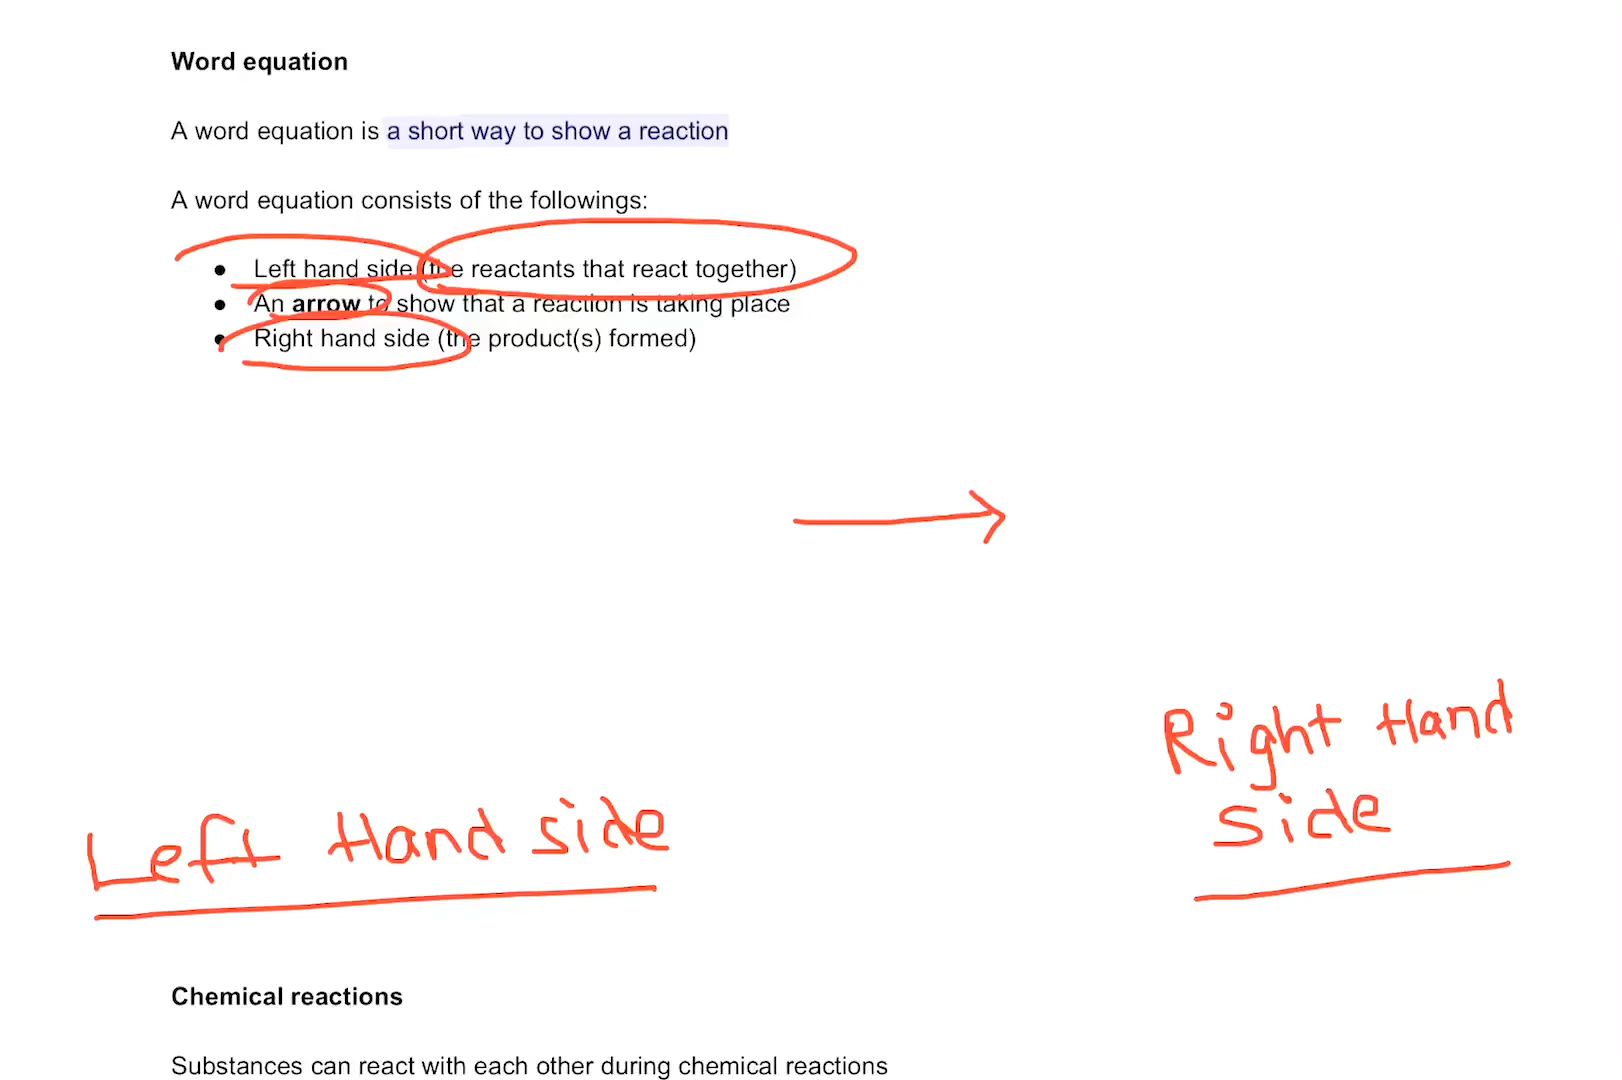 Word equation
A word equation is a short way to show a reaction
A word equation consists of the followings:
● Left hand side (the reactants that react together)
● An arrow to show that a reaction is taking place
● Right hand side (the product(s) formed)
Right Hand
side
Left Hand side
Chemical reactions
Substances can react with each other during chemical reactions